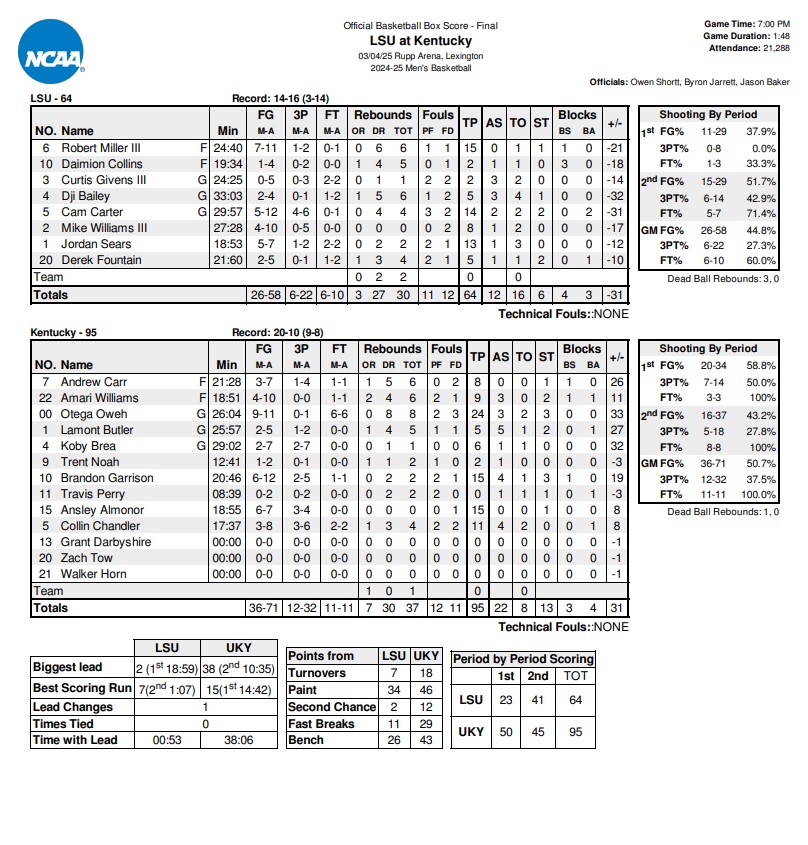 Official Basketball Box Score - Final
LSU at Kentucky
03/04/25 Rupp Arena, Lexington
2024-25 Men's Basketball
Game Time: 7:00 PM
Game Duration: 1:48
Attendance: 21,288
NCAA®
Officials: Owen Shortt, Byron Jarrett, Jason Baker
LSU - 64 Record: 14-16 (3-14)
FG 3P FT Rebounds Fouls TP AS TO ST Blocks +/-
NO. Name Min M-A M-A M-A OR DR TOT PF FD BS BA
6 Robert Miller III F 24:40 7-11 1-2 0-1 0 6 6 1 1 15 0 1 1 1 0 -21
10 Daimion Collins F 19:34 1-4 0-2 0-0 1 4 5 0 1 2 1 1 0 3 0 -18
3 Curtis Givens III G 24:25 0-5 0-3 2-2 0 1 1 2 2 2 3 2 0 0 0 -14
4 Dji Bailey G 33:03 2-4 0-1 1-2 1 5 6 1 2 5 3 4 1 0 0 -32
5 Cam Carter G 29:57 5-12 4-6 0-1 0 4 4 3 2 14 2 2 2 0 2 -31
2 Mike Williams III 27:28 4-10 0-5 0-0 0 0 0 0 0 8 1 2 0 0 0 -17
1 Jordan Sears 18:53 5-7 1-2 2-2 0 2 2 2 1 13 1 3 0 0 0 -12
20 Derek Fountain 21:60 2-5 0-1 1-2 1 3 4 2 1 5 1 1 2 0 1 -10
Team 0 2 2 0
Totals 26-58 6-22 6-10 3 27 30 11 12 64 12 16 6 4 3 -31
Technical Fouls::NONE
Shooting By Period
1st FG% 11-29 37.9%
3PT% 0-8 0.0%
FT% 1-3 33.3%
2nd FG% 15-29 51.7%
3PT% 6-14 42.9%
FT% 5-7 71.4%
GM FG% 26-58 44.8%
3PT% 6-22 27.3%
FT% 6-10 60.0%
Dead Ball Rebounds: 3, 0
Kentucky - 95 Record: 20-10 (9-8)
FG 3P FT Rebounds Fouls TP AS TO ST Blocks +/-
NO. Name Min M-A M-A M-A OR DR TOT PF FD BS BA
7 Andrew Carr F 21:28 3-7 1-4 1-1 1 5 6 0 2 8 0 0 1 1 0 26
22 Amari Williams F 18:51 4-10 0-0 1-1 2 4 6 2 1 9 3 0 2 1 1 11
00 Otega Oweh G 26:04 9-11 0-1 6-6 0 8 8 2 3 24 3 2 3 0 0 33
1 Lamont Butler G 25:57 2-5 1-2 0-0 1 4 5 1 1 5 5 1 2 0 1 27
4 Koby Brea G 29:02 2-7 2-7 0-0 0 1 1 0 0 6 1 1 0 0 0 32
9 Trent Noah 12:41 1-2 0-1 0-0 1 1 2 1 0 2 1 0 0 0 0 -3
10 Brandon Garrison 20:46 6-12 2-5 1-1 0 2 2 2 1 15 4 1 3 1 0 19
11 Travis Perry 08:39 0-2 0-2 0-0 0 1 1 2 1 0 0 1 1 0 1 -3
15 Ansley Almonor 18:55 6-7 3-4 0-0 0 0 0 0 0 15 1 0 0 0 0 8
5 Collin Chandler 17:37 3-8 3-6 2-2 1 3 4 2 2 11 4 2 0 0 1 8
13 Grant Darbyshire 00:00 0-0 0-0 0-0 0 0 0 0 0 0 0 0 0 0 0 -1
20 Zach Tow 00:00 0-0 0-0 0-0 0 0 0 0 0 0 0 0 0 0 0 -1
21 Walker Horn 00:00 0-0 0-0 0-0 0 0 0 0 0 0 0 0 0 0 0 -1
Team 1 0 1 0
Totals 36-71 12-32 11-11 7 30 37 12 11 95 22 8 13 3 4 31
Technical Fouls::NONE
Shooting By Period
1st FG% 20-34 58.8%
3PT% 7-14 50.0%
FT% 3-3 100%
2nd FG% 16-37 43.2%
3PT% 5-18 27.8%
FT% 8-8 100%
GM FG% 36-71 50.7%
3PT% 12-32 37.5%
FT% 11-11 100.0%
Dead Ball Rebounds: 1, 0
LSU UKY
Biggest lead 2 (1st 18:59) 38 (2nd 10:35)
Best Scoring Run 7(2nd 1:07) 15(1st 14:42)
Lead Changes 1
Times Tied 0
Time with Lead 00:53 38:06
Points from LSU UKY
Turnovers 7 18
Paint 34 46
Second Chance 2 12
Fast Breaks 11 29
Bench 26 43
Period by Period Scoring
1st 2nd TOT
LSU 23 41 64
UKY 50 45 95